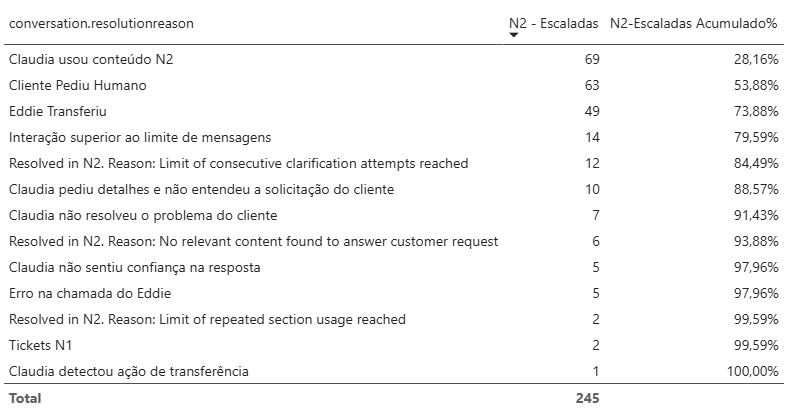 conversation.resolutionreason N2 - Escaladas N2-Escaladas Acumulado%
Claudia usou conteúdo N2 69 28,16%
Cliente Pediu Humano 63 53,88%
Eddie Transferiu 49 73,88%
Interação superior ao limite de mensagens 14 79,59%
Resolved in N2. Reason: Limit of consecutive clarification attempts reached 12 84,49%
Claudia pediu detalhes e não entendeu a solicitação do cliente 10 88,57%
Claudia não resolveu o problema do cliente 7 91,43%
Resolved in N2. Reason: No relevant content found to answer customer request 6 93,88%
Claudia não sentiu confiança na resposta 5 97,96%
Erro na chamada do Eddie 5 97,96%
Resolved in N2. Reason: Limit of repeated section usage reached 2 99,59%
Tickets N1 2 99,59%
Claudia detectou ação de transferência 1 100,00%
Total 245